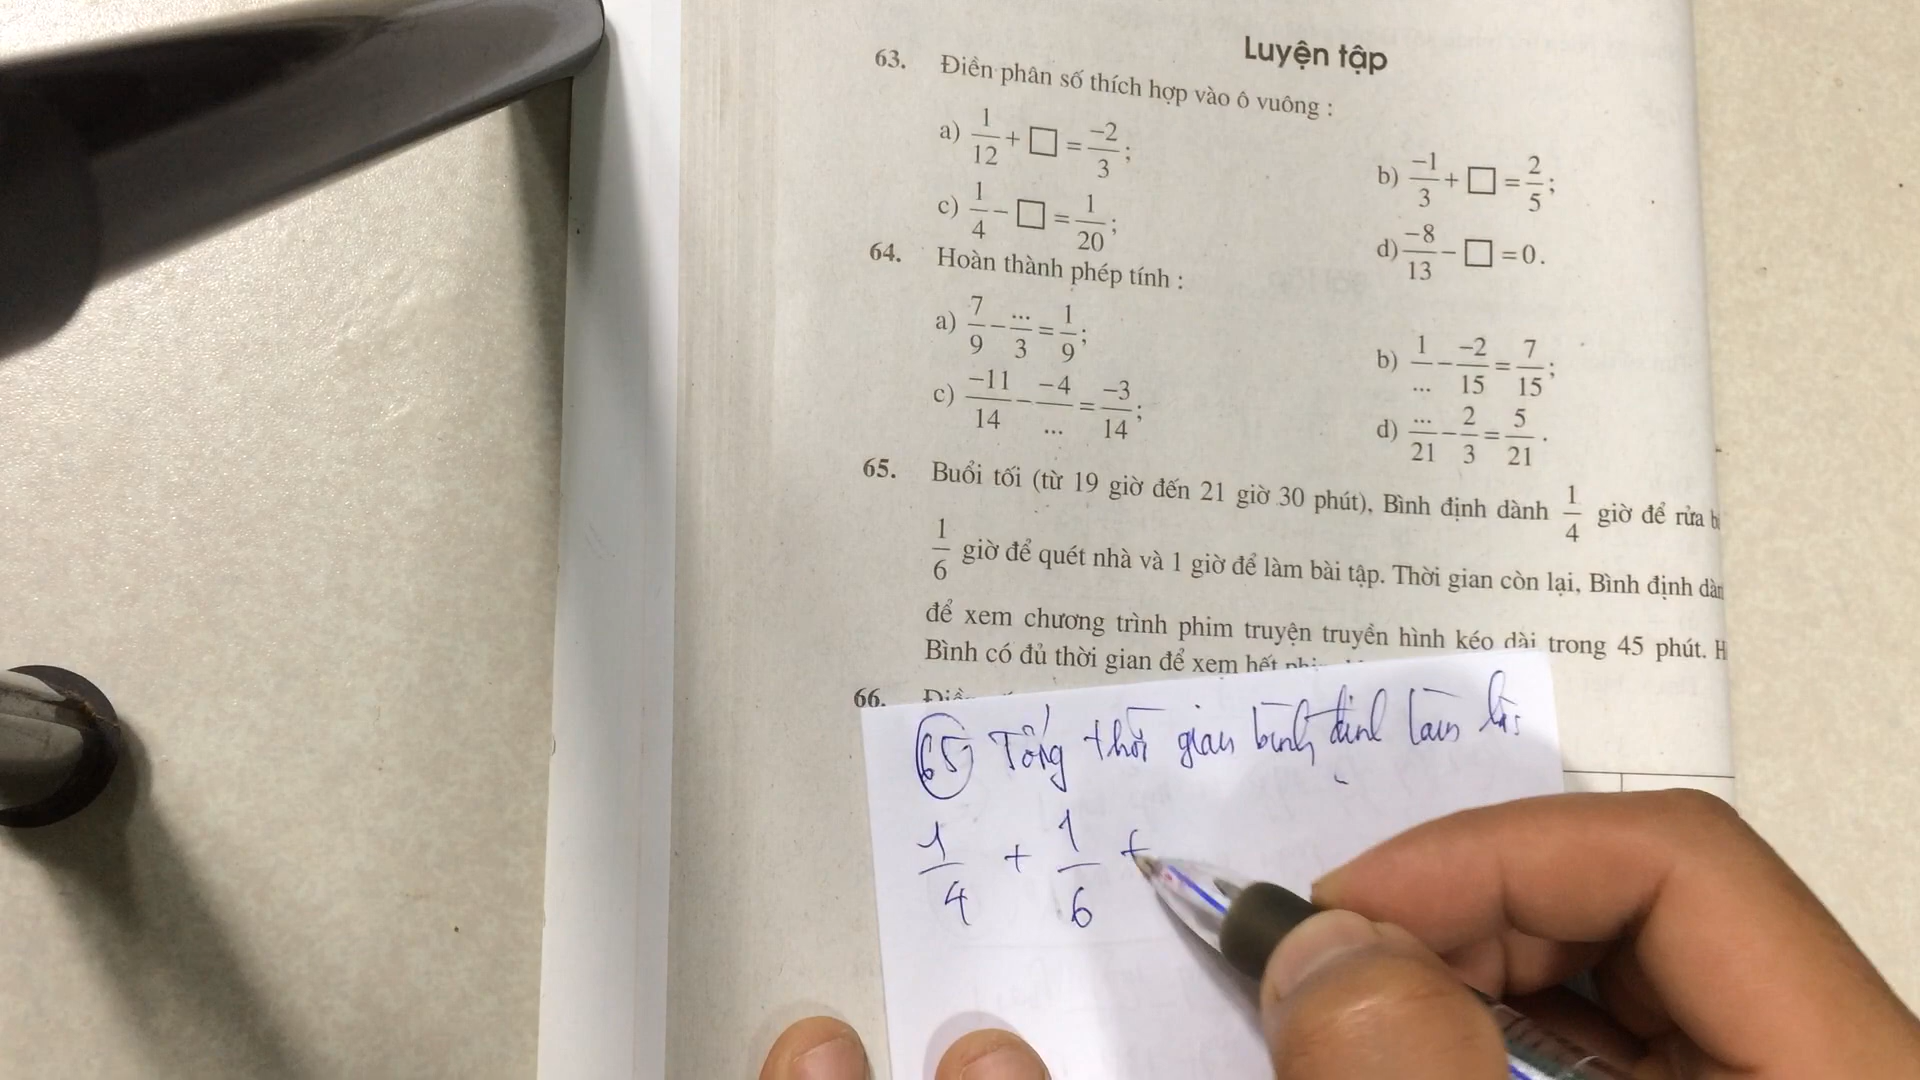 Luyện tập
63. Điền phân số thích hợp vào ô vuông :
a) 1/12 + □ = -2/3 ;
b) -1/3 + □ = 2/5 ;
c) 1/4 - □ = 1/20 ;
d) -8/13 - □ = 0 .
64. Hoàn thành phép tính :
a) 7/9 - .../3 = 1/9 ;
b) 1/... - -2/15 = 7/15 ;
c) -11/14 - -4/... = -3/14 ;
d) .../21 - 2/3 = 5/21 .
65. Buổi tối (từ 19 giờ đến 21 giờ 30 phút), Bình định dành 1/4 giờ để rửa
1/6 giờ để quét nhà và 1 giờ để làm bài tập. Thời gian còn lại, Bình định
để xem chương trình phim truyện truyền hình kéo dài trong 45 phút.
Bình có đủ thời gian để xem hết
66.
65 Tổng thời gian bình định làm
1/4 + 1/6 +